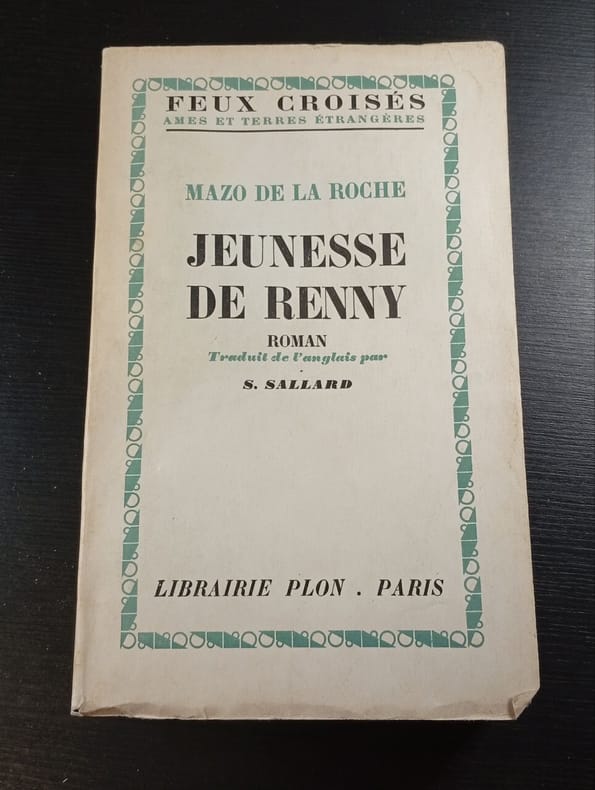 FEUX CROISÉS
AMES ET TERRES ÉTRANGÈRES
MAZO DE LA ROCHE
JEUNESSE
DE RENNY
ROMAN
Traduit de l'anglais par
S. SALLARD
LIBRAIRIE PLON . PARIS